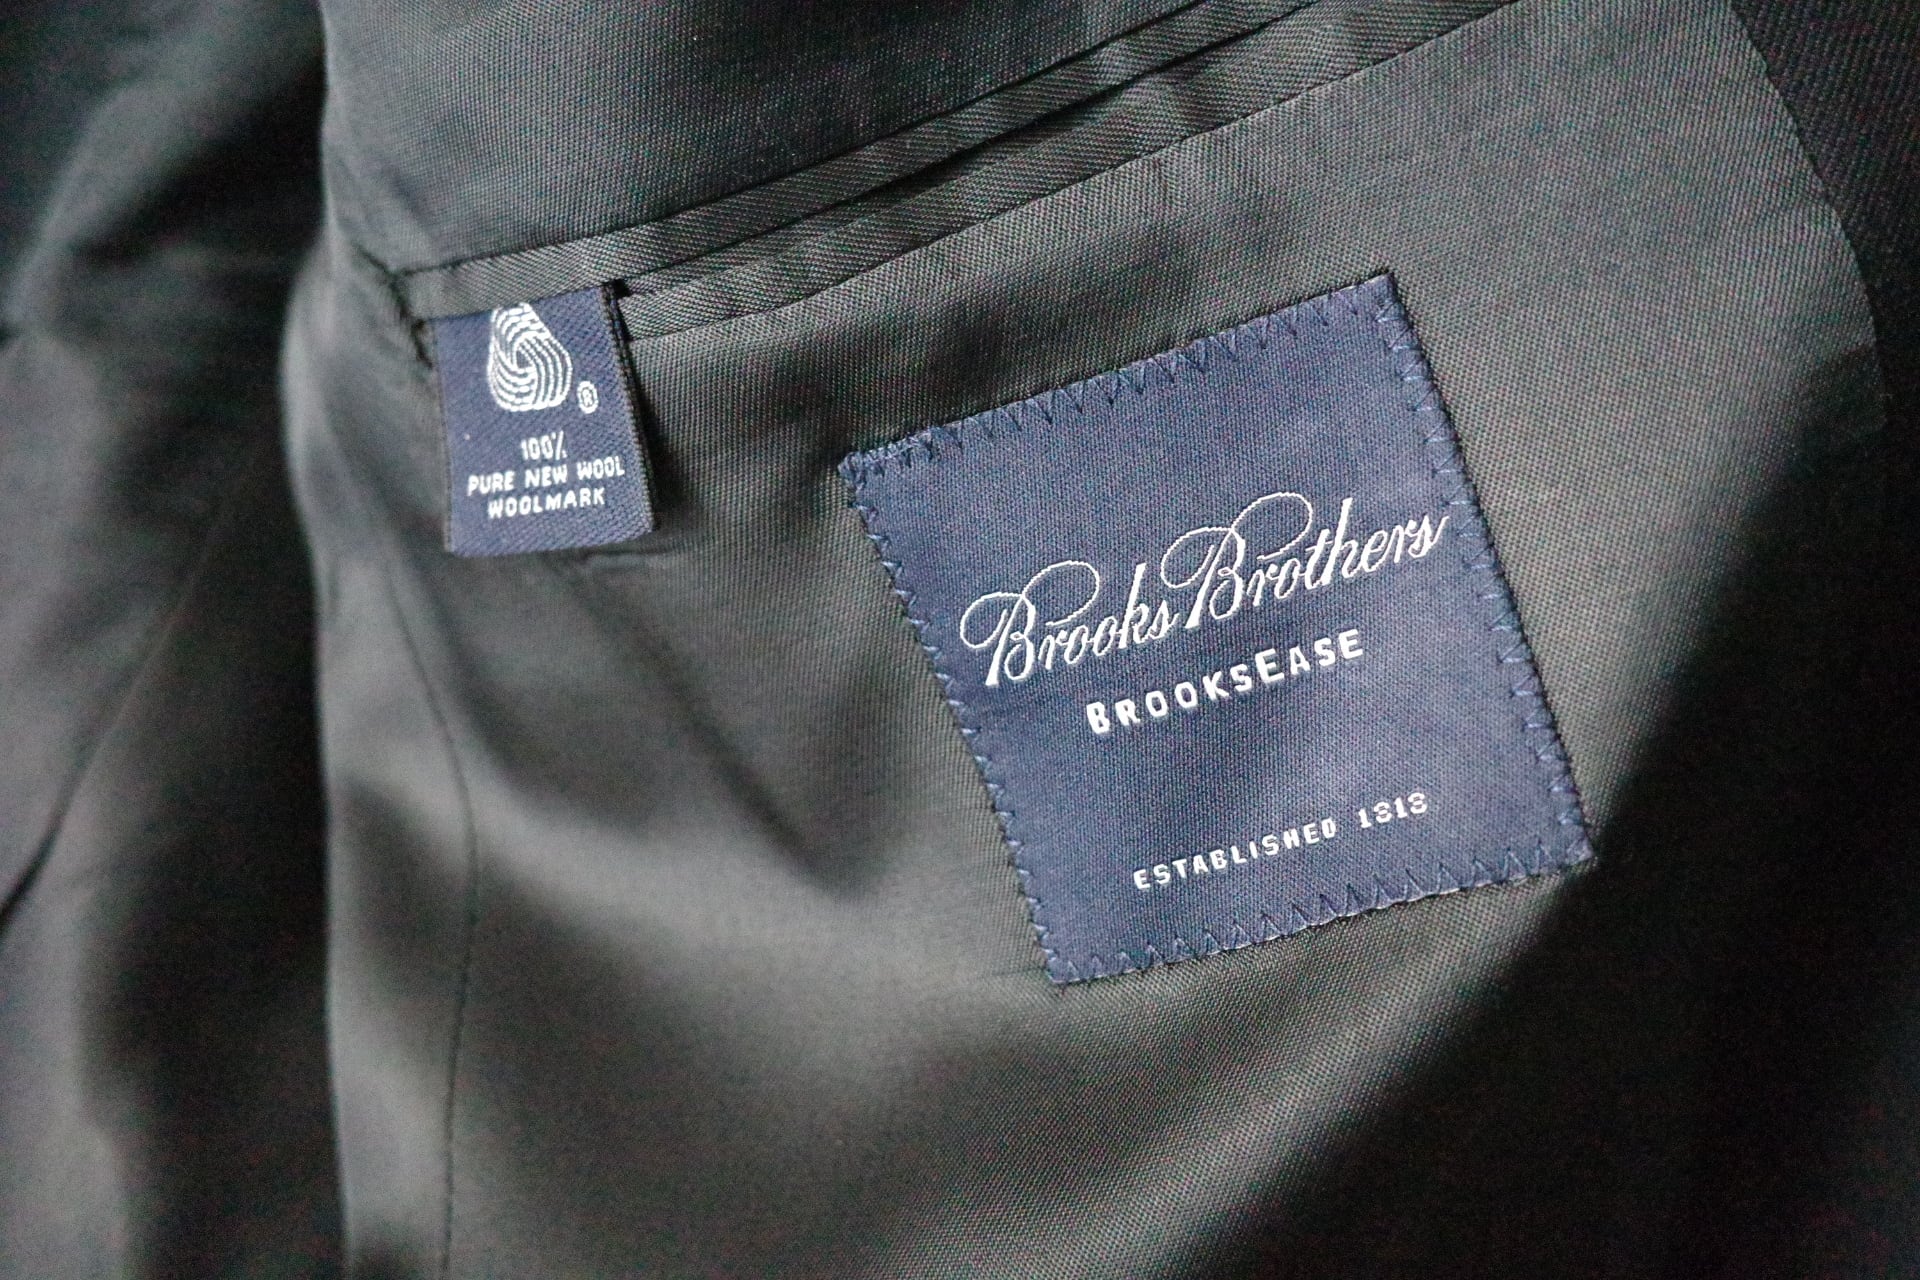 ®
100%
PURE NEW WOOL
WOOLMARK
Brooks Brothers
BROOKSEASE
ESTABLISHED 1818